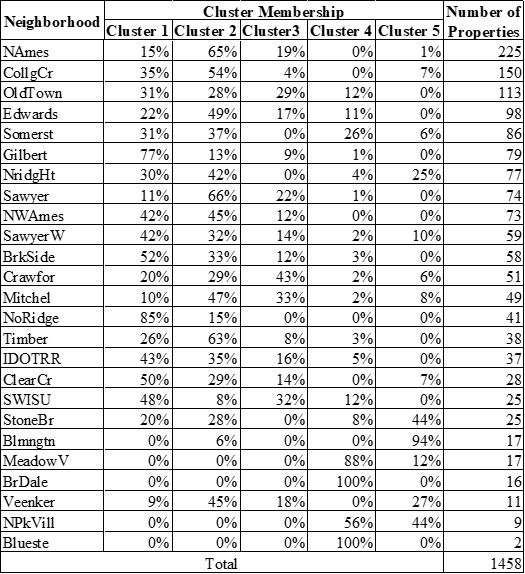 Neighborhood Cluster Membership Number of Properties
Cluster 1 Cluster 2 Cluster3 Cluster 4 Cluster 5
NAmes 15% 65% 19% 0% 1% 225
CollgCr 35% 54% 4% 0% 7% 150
OldTown 31% 28% 29% 12% 0% 113
Edwards 22% 49% 17% 11% 0% 98
Somerst 31% 37% 0% 26% 6% 86
Gilbert 77% 13% 9% 1% 0% 79
NridgHt 30% 42% 0% 4% 25% 77
Sawyer 11% 66% 22% 1% 0% 74
NWAmes 42% 45% 12% 0% 0% 73
SawyerW 42% 32% 14% 2% 10% 59
BrkSide 52% 33% 12% 3% 0% 58
Crawfor 20% 29% 43% 2% 6% 51
Mitchel 10% 47% 33% 2% 8% 49
NoRidge 85% 15% 0% 0% 0% 41
Timber 26% 63% 8% 3% 0% 38
IDOTRR 43% 35% 16% 5% 0% 37
ClearCr 50% 29% 14% 0% 7% 28
SWISU 48% 8% 32% 12% 0% 25
StoneBr 20% 28% 0% 8% 44% 25
Blmngtn 0% 6% 0% 0% 94% 17
MeadowV 0% 0% 0% 88% 12% 17
BrDale 0% 0% 0% 100% 0% 16
Veenker 9% 45% 18% 0% 27% 11
NPkVill 0% 0% 0% 56% 44% 9
Blueste 0% 0% 0% 100% 0% 2
Total 1458